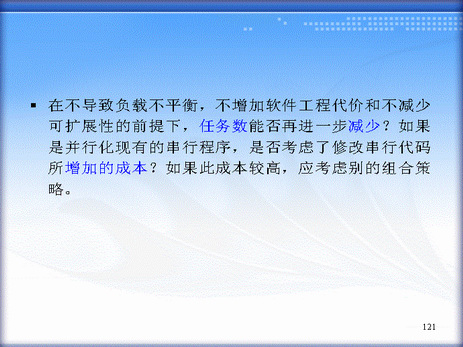 ▪ 在不导致负载不平衡，不增加软件工程代价和不减少
可扩展性的前提下，任务数能否再进一步减少？如果
是并行化现有的串行程序，是否考虑了修改串行代码
所增加的成本？如果此成本较高，应考虑别的组合策
略。
121